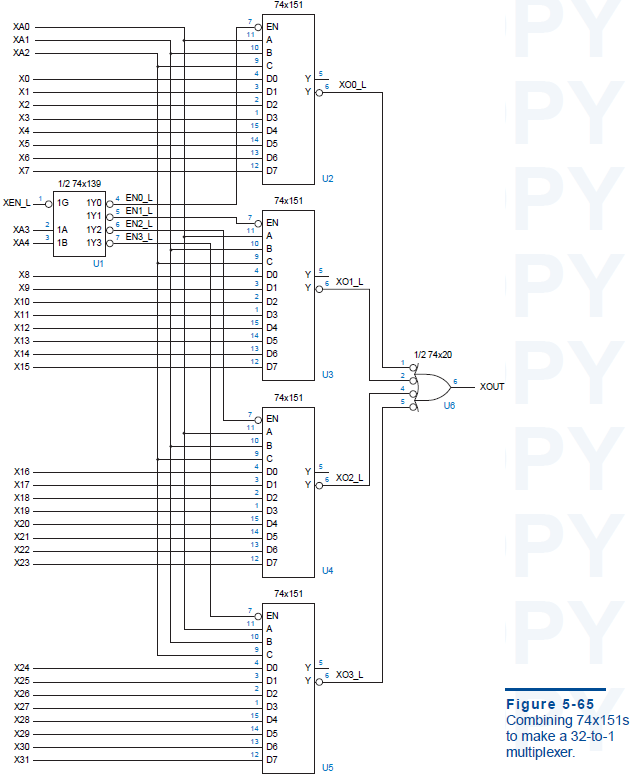 74x151
XA0
XA1
XA2
7 EN
11 A
10 B
9 C
X0 4 D0 Y 5
X1 3 D1 Y 6 XO0_L
X2 2 D2
X3 1 D3
X4 15 D4
X5 14 D5
X6 13 D6
X7 12 D7
U2
1/2 74x139
XEN_L 1 1G 1Y0 4 EN0_L
1Y1 5 EN1_L
XA3 2 1A 1Y2 6 EN2_L
XA4 3 1B 1Y3 7 EN3_L
U1
74x151
7 EN
11 A
10 B
9 C
X8 4 D0 Y 5
X9 3 D1 Y 6 XO1_L
X10 2 D2
X11 1 D3
X12 15 D4
X13 14 D5
X14 13 D6
X15 12 D7
U3
1/2 74x20
1
2
4
5
6 XOUT
U6
74x151
7 EN
11 A
10 B
9 C
X16 4 D0 Y 5
X17 3 D1 Y 6 XO2_L
X18 2 D2
X19 1 D3
X20 15 D4
X21 14 D5
X22 13 D6
X23 12 D7
U4
74x151
7 EN
11 A
10 B
9 C
X24 4 D0 Y 5
X25 3 D1 Y 6 XO3_L
X26 2 D2
X27 1 D3
X28 15 D4
X29 14 D5
X30 13 D6
X31 12 D7
U5
Figure 5-65
Combining 74x151s
to make a 32-to-1
multiplexer.
PY
PY
PY
PY
PY
PY
PY
PY